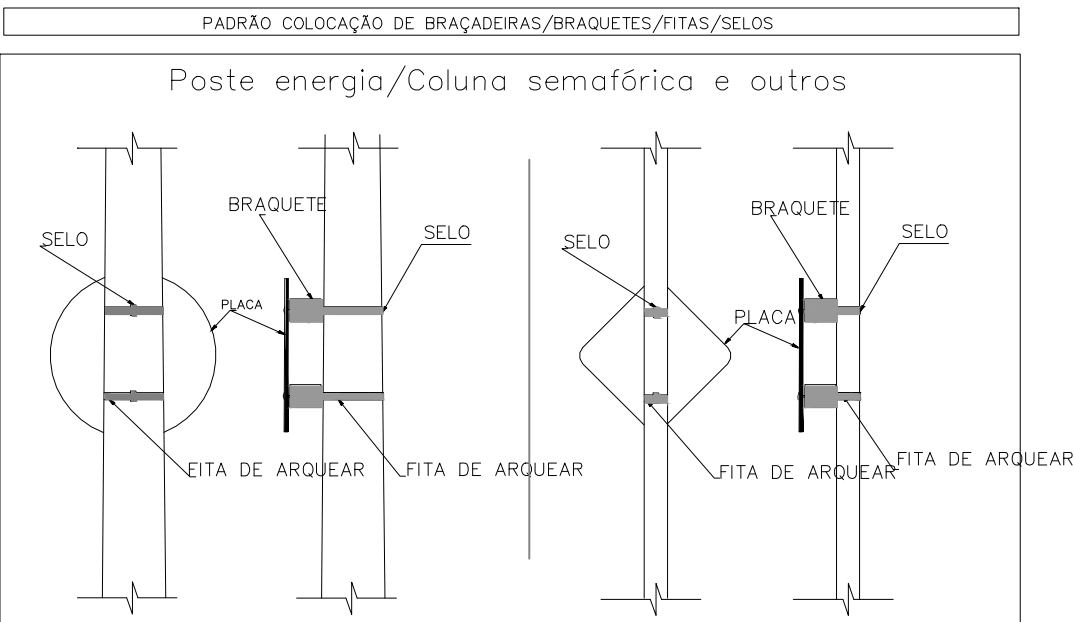 PADRÃO COLOCAÇÃO DE BRAÇADEIRAS/BRAQUETES/FITAS/SELOS
Poste energia/Coluna semafórica e outros
BRAQUETE
SELO
SELO
PLACA
FITA DE ARQUEAR
FITA DE ARQUEAR
BRAQUETE
SELO
SELO
PLACA
FITA DE ARQUEAR
FITA DE ARQUEAR